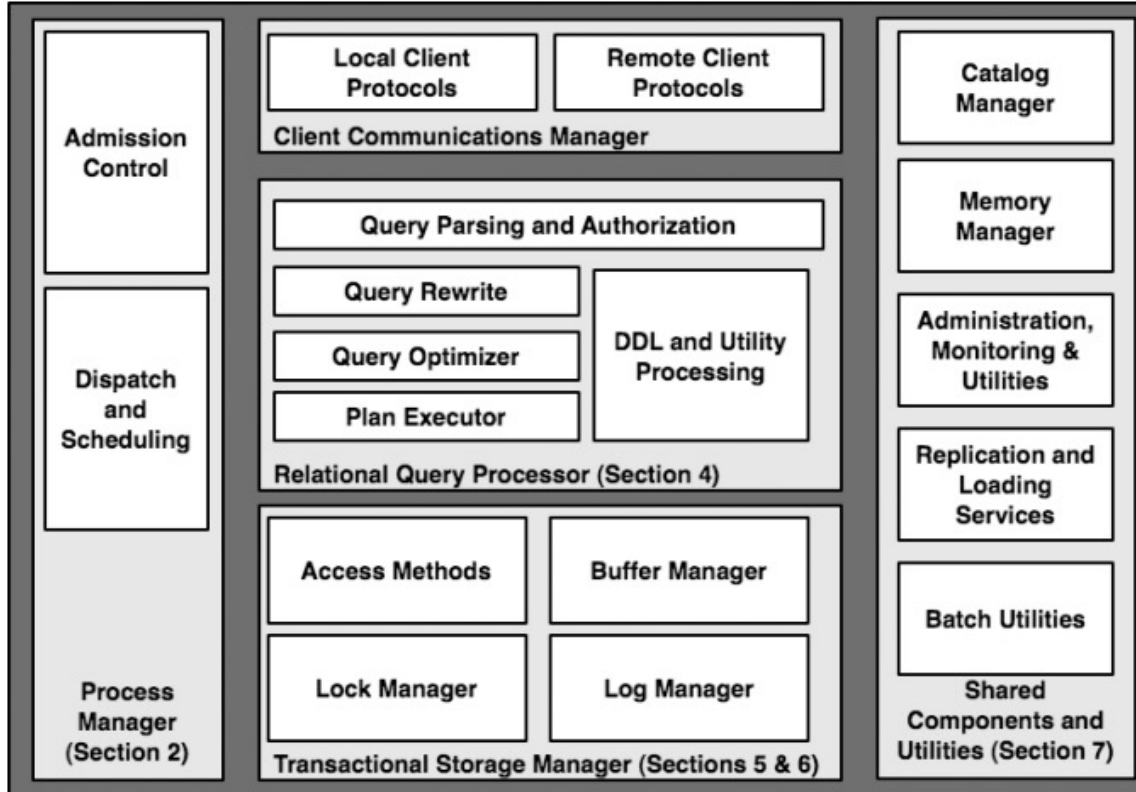 Admission
Control
Dispatch
and
Scheduling
Process
Manager
(Section 2)
Local Client
Protocols
Remote Client
Protocols
Client Communications Manager
Query Parsing and Authorization
Query Rewrite
Query Optimizer
Plan Executor
DDL and Utility
Processing
Relational Query Processor (Section 4)
Access Methods
Buffer Manager
Lock Manager
Log Manager
Transactional Storage Manager (Sections 5 & 6)
Catalog
Manager
Memory
Manager
Administration,
Monitoring &
Utilities
Replication and
Loading
Services
Batch Utilities
Shared
Components and
Utilities (Section 7)